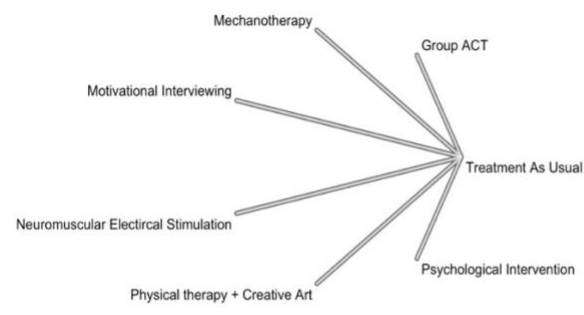 Mechanotherapy
Group ACT
Motivational Interviewing
Treatment As Usual
Neuromuscular Electircal Stimulation
Psychological Intervention
Physical therapy + Creative Art